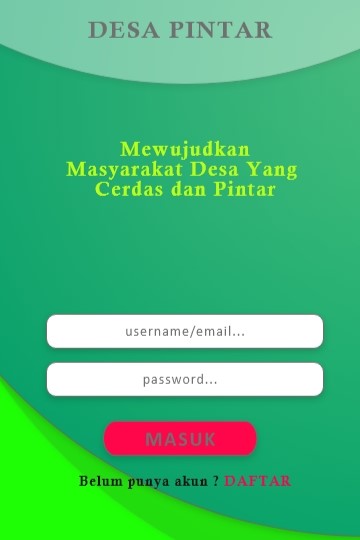 DESA PINTAR
Mewujudkan
Masyarakat Desa Yang
Cerdas dan Pintar
username/email...
password...
MASUK
Belum punya akun ? DAFTAR